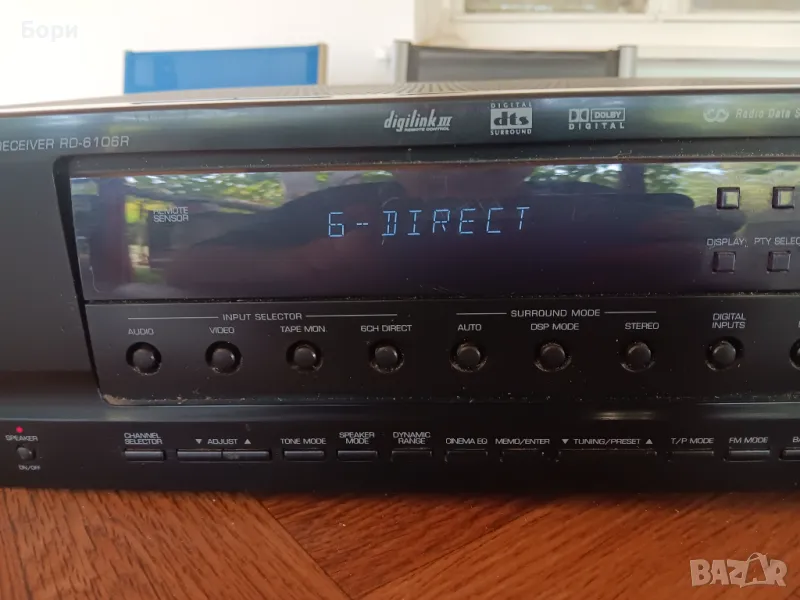 Бори
digilink III
REMOTE CONTROL
DIGITAL
dts
SURROUND
DOLBY
DIGITAL
Radio Data S
RECEIVER RD-6106R
REMOTE
SENSOR
6-DIRECT
DISPLAY PTY SELEC
INPUT SELECTOR
SURROUND MODE
AUDIO VIDEO TAPE MON. 6CH DIRECT AUTO DSP MODE STEREO
DIGITAL
INPUTS
SPEAKER
ON/OFF
CHANNEL
SELECTOR
▼ ADJUST ▲
TONE MODE
SPEAKER
MODE
DYNAMIC
RANGE
CINEMA EQ
MEMO/ENTER
▼ TUNING/PRESET ▲
T/P MODE
FM MODE
BA
BAZAR